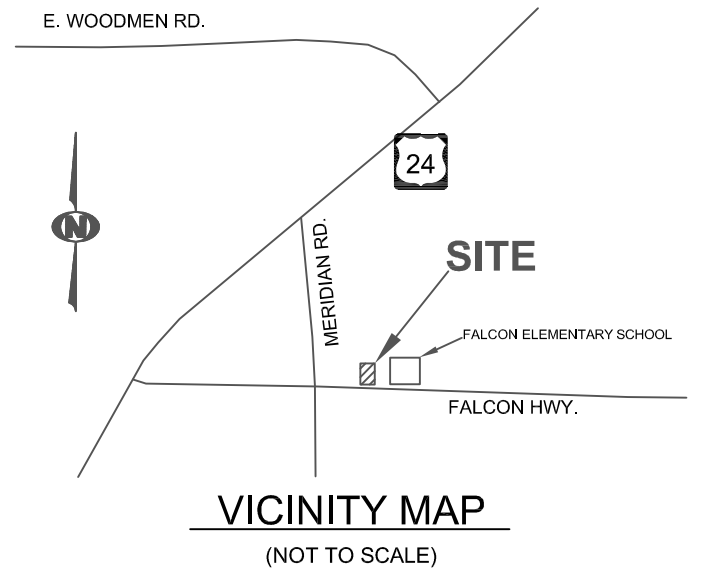 E. WOODMEN RD.
24
N
MERIDIAN RD.
SITE
FALCON ELEMENTARY SCHOOL
FALCON HWY.
VICINITY MAP
(NOT TO SCALE)